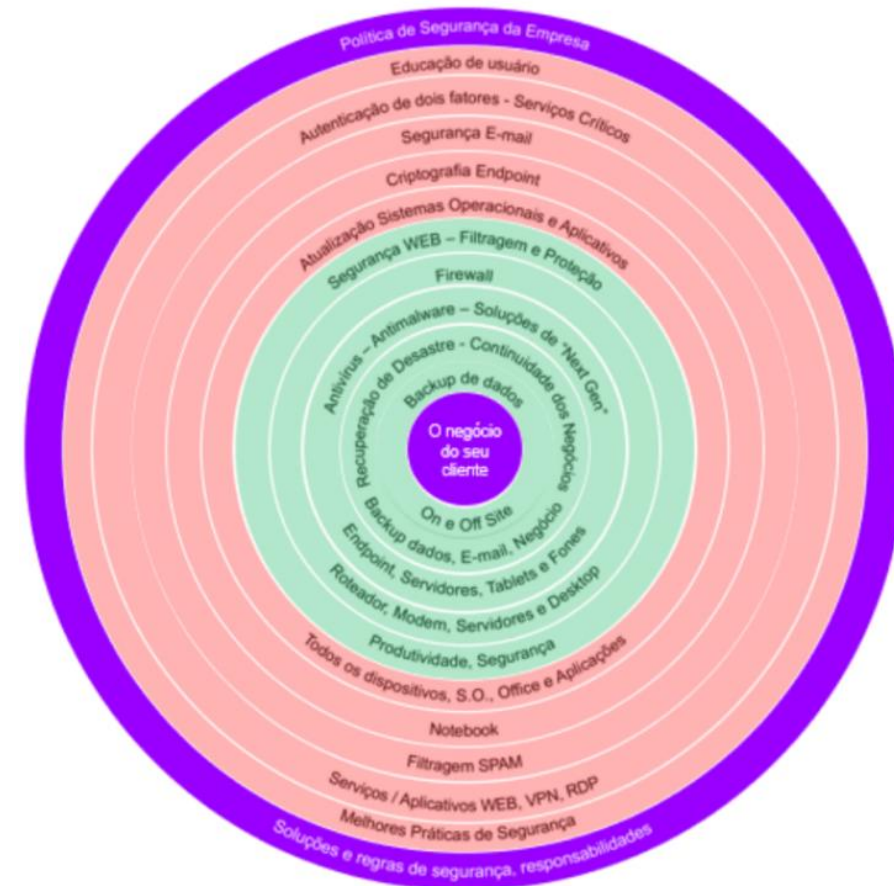 Política de Segurança da Empresa
Educação de usuário
Autenticação de dois fatores - Serviços Críticos
Segurança E-mail
Criptografia Endpoint
Atualização Sistemas Operacionais e Aplicativos
Segurança WEB – Filtragem e Proteção
Firewall
Antivírus – Antimalware – Soluções de "Next Gen"
Recuperação de Desastre - Continuidade dos Negócios
Backup de dados
O negócio
do seu
cliente
On e Off Site
Backup dados, E-mail, Negócio
Endpoint, Servidores, Tablets e Fones
Roteador, Modem, Servidores e Desktop
Produtividade, Segurança
Todos os dispositivos, S.O., Office e Aplicações
Notebook
Filtragem SPAM
Serviços / Aplicativos WEB, VPN, RDP
Melhores Práticas de Segurança
Soluções e regras de segurança, responsabilidades